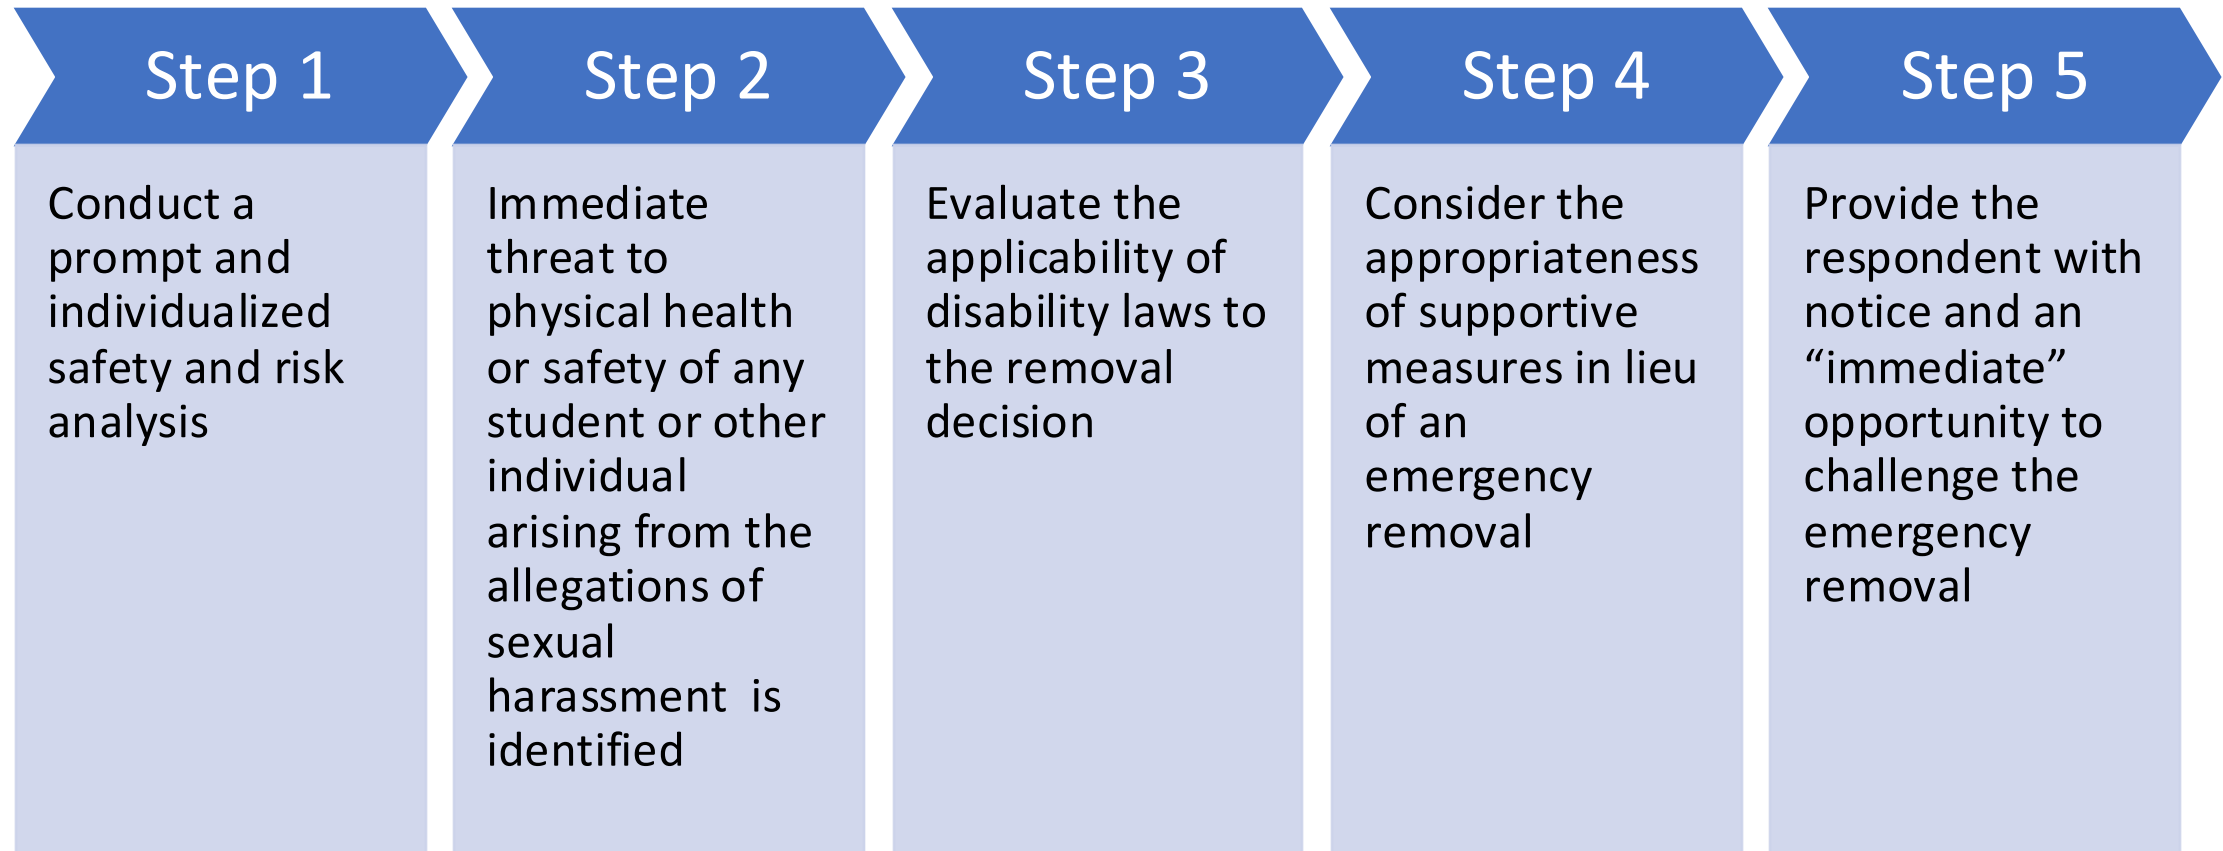 Step 1
Conduct a
prompt and
individualized
safety and risk
analysis
Step 2
Immediate
threat to
physical health
or safety of any
student or other
individual
arising from the
allegations of
sexual
harassment  is
identified
Step 3
Evaluate the
applicability of
disability laws to
the removal
decision
Step 4
Consider the
appropriateness
of supportive
measures in lieu
of an
emergency
removal
Step 5
Provide the
respondent with
notice and an
“immediate”
opportunity to
challenge the
emergency
removal